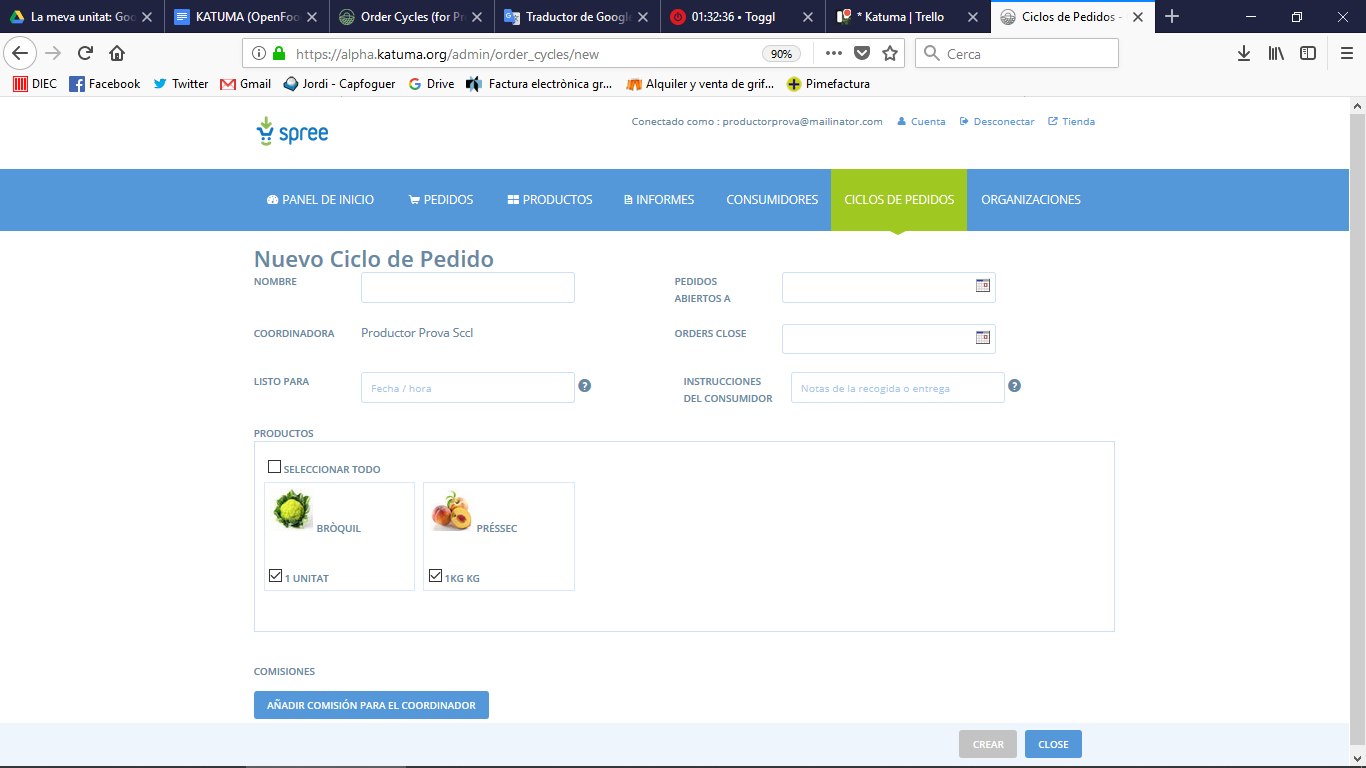 La meva unitat: Goo
KATUMA (OpenFoo
Order Cycles (for Pr
Traductor de Google
01:32:36 • Toggl
* Katuma | Trello
Ciclos de Pedidos -
https://alpha.katuma.org/admin/order_cycles/new
90%
Cerca
DIEC
Facebook
Twitter
Gmail
Jordi - Capfoguer
Drive
Factura electrònica gr...
Alquiler y venta de grif...
Pimefactura
spree
Conectado como : productorprova@mailinator.com
Cuenta
Desconectar
Tienda
PANEL DE INICIO
PEDIDOS
PRODUCTOS
INFORMES
CONSUMIDORES
CICLOS DE PEDIDOS
ORGANIZACIONES
Nuevo Ciclo de Pedido
NOMBRE
PEDIDOS
ABIERTOS A
COORDINADORA
Productor Prova Sccl
ORDERS CLOSE
LISTO PARA
Fecha / hora
INSTRUCCIONES
DEL CONSUMIDOR
Notas de la recogida o entrega
PRODUCTOS
SELECCIONAR TODO
BRÒQUIL
PRÉSSEC
1 UNITAT
1KG KG
COMISIONES
AÑADIR COMISIÓN PARA EL COORDINADOR
CREAR
CLOSE